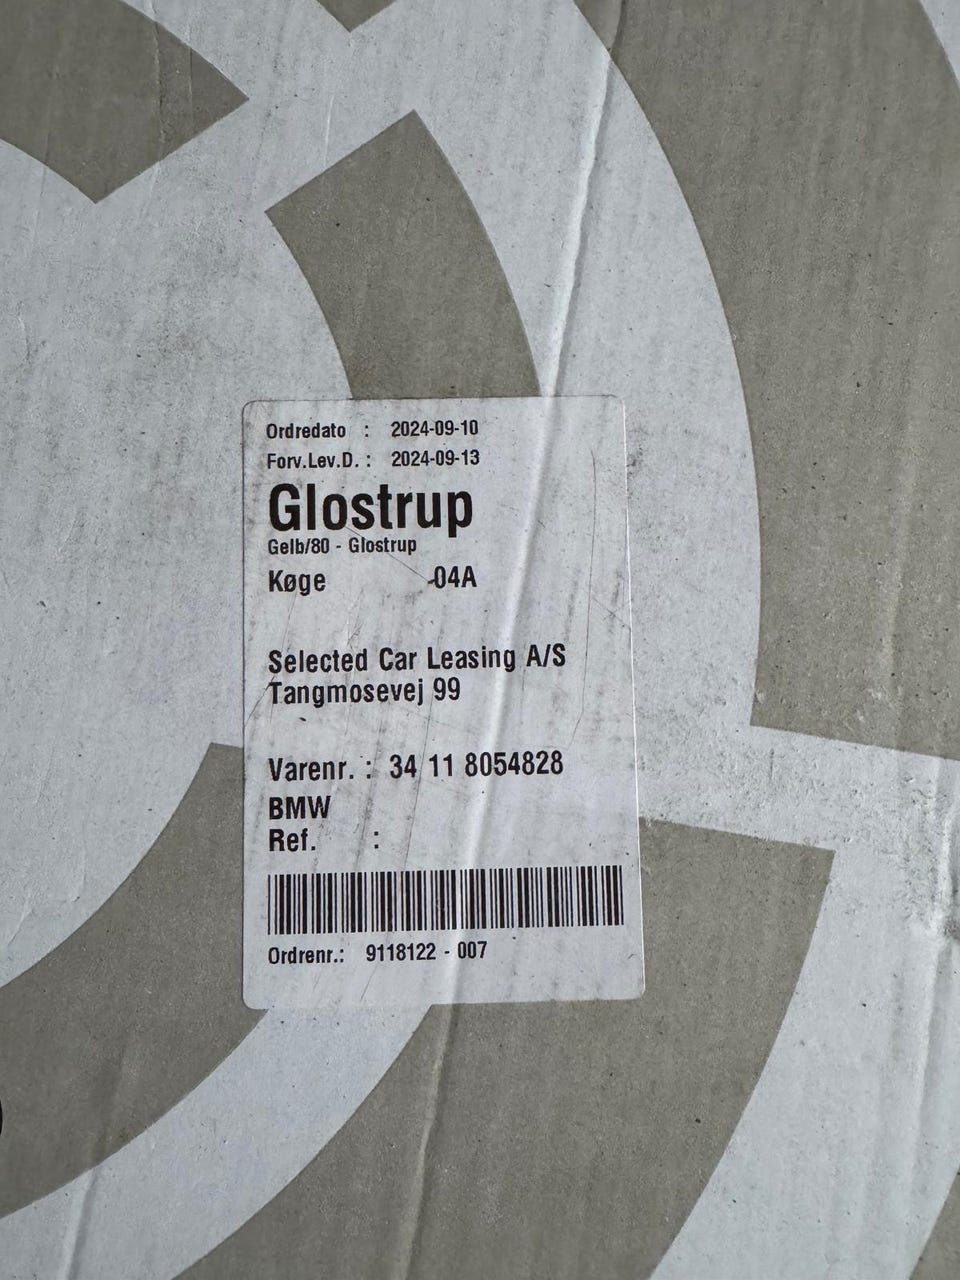 Ordredato : 2024-09-10
Forv.Lev.D. : 2024-09-13
Glostrup
Gelb/80 - Glostrup
Køge 04A
Selected Car Leasing A/S
Tangmosevej 99
Varenr. : 34 11 8054828
BMW
Ref. :
Ordrenr.: 9118122 - 007